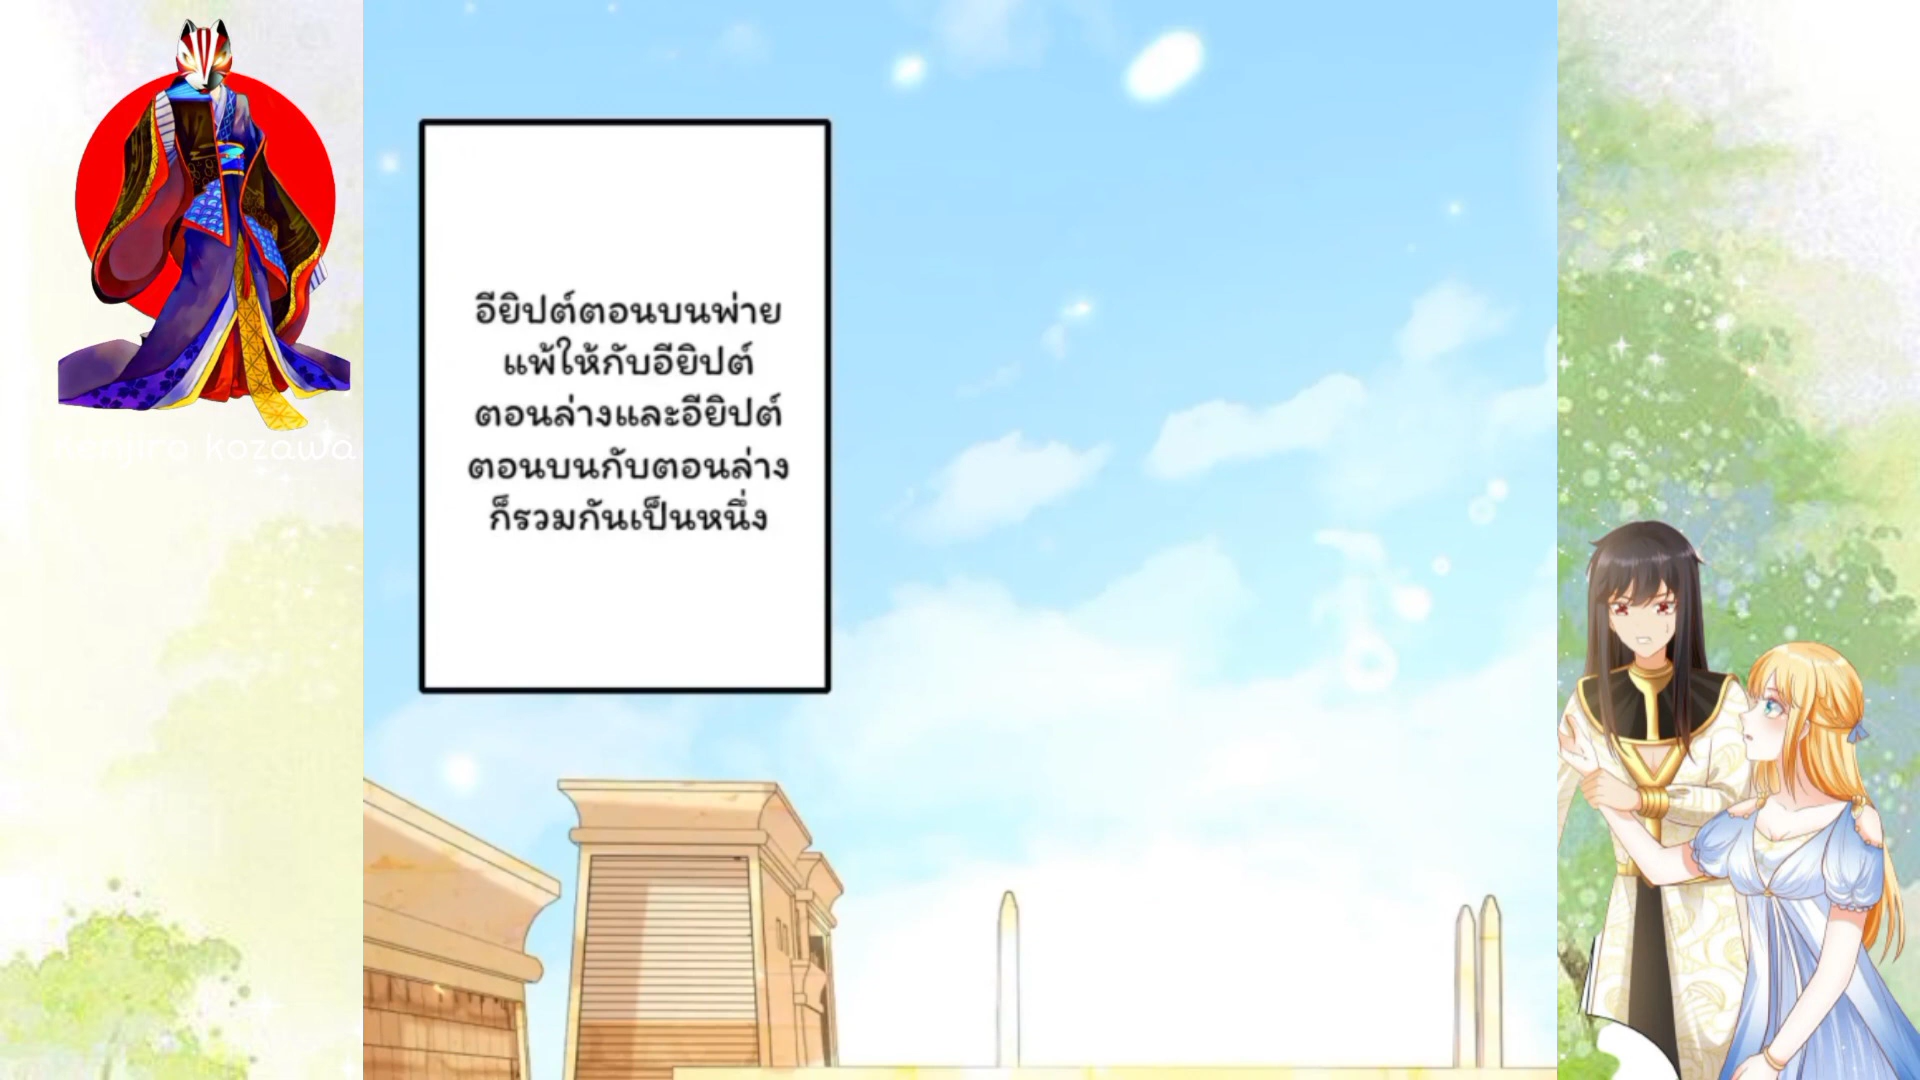 อียิปต์ตอนบนพ่าย
แพ้ให้กับอียิปต์
ตอนล่างและอียิปต์
ตอนบนกับตอนล่าง
ก็รวมกันเป็นหนึ่ง
kenjiro kozawa